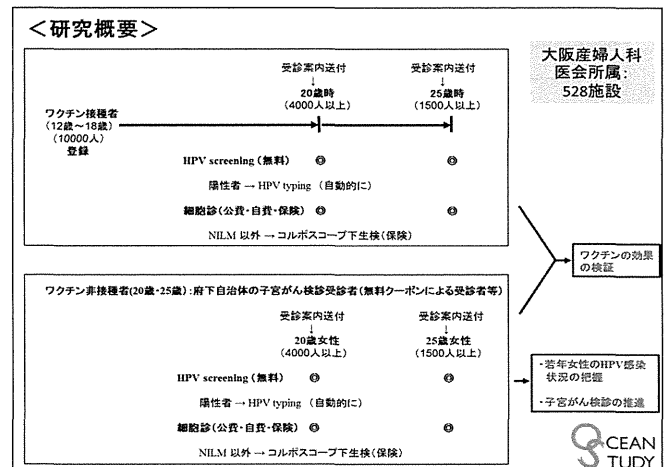 ＜研究概要＞
大阪産婦人科
医会所属:
528施設
受診案内送付 受診案内送付
↓ ↓
20歳時 25歳時
(4000人以上) (1500人以上)
ワクチン接種者
(12歳～18歳)
(10000人)
登録
HPV screening (無料) ◎ ◎
陽性者 → HPV typing (自動的に)
細胞診(公費・自費・保険) ◎ ◎
NILM 以外 → コルポスコープ下生検(保険)
ワクチンの効果
の検証
ワクチン非接種者(20歳・25歳):府下自治体の子宮がん検診受診者(無料クーポンによる受診者等)
受診案内送付 受診案内送付
↓ ↓
20歳女性 25歳女性
(4000人以上) (1500人以上)
HPV screening (無料) ◎ ◎
陽性者 → HPV typing (自動的に)
細胞診(公費・自費・保険) ◎ ◎
NILM 以外 → コルポスコープ下生検(保険)
・若年女性のHPV感染
状況の把握
・子宮がん検診の推進
OCEAN
STUDY